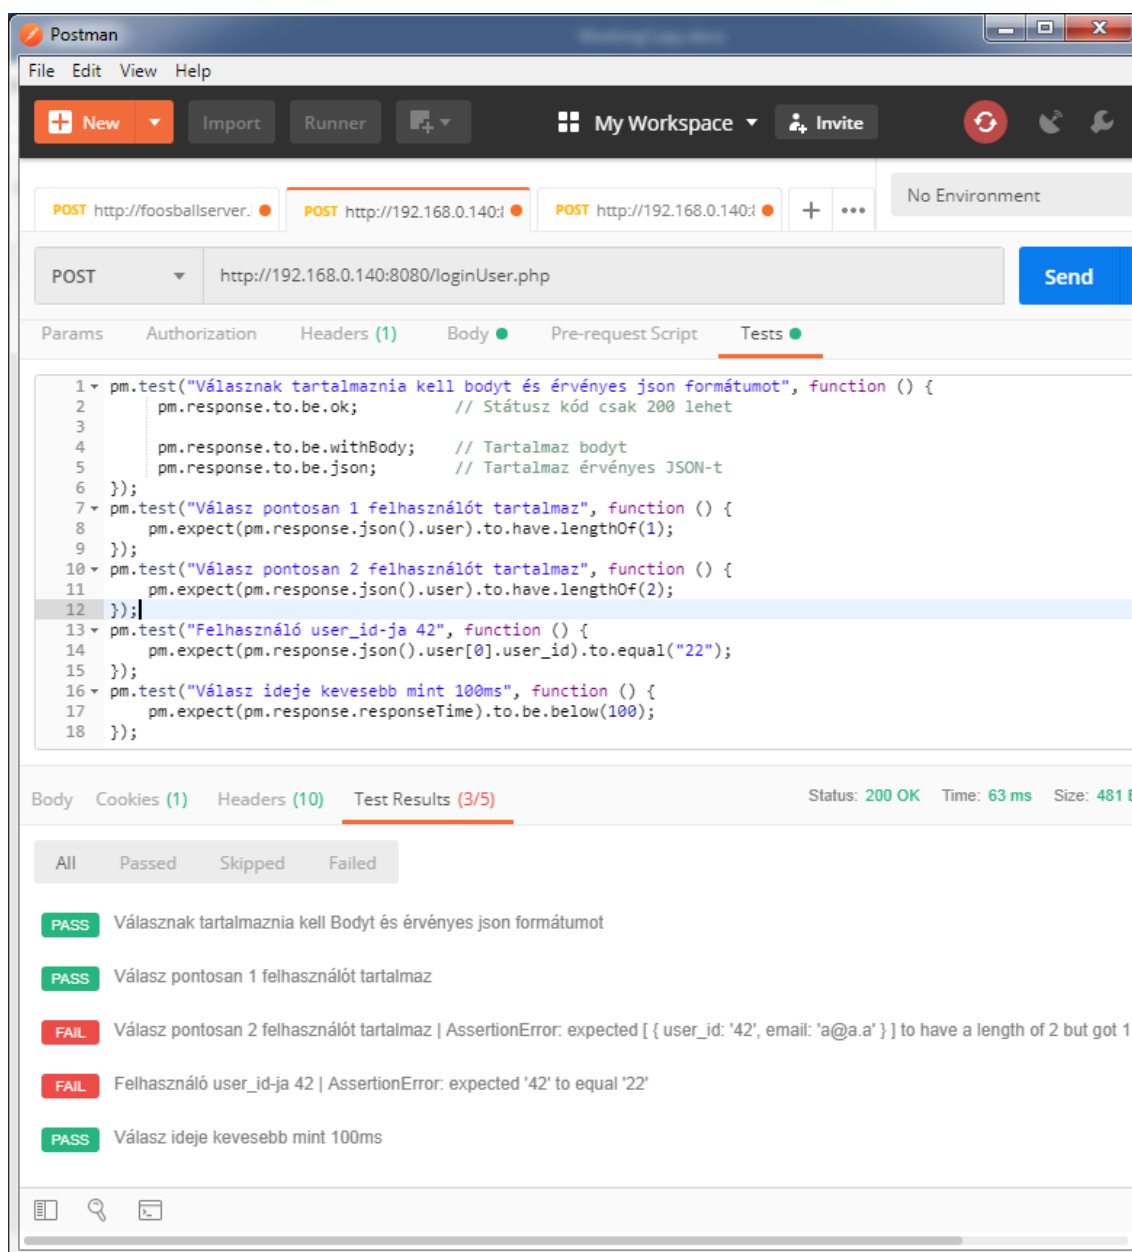 Postman
File Edit View Help
New Import Runner My Workspace Invite
No Environment
POST http://foosballserver. POST http://192.168.0.140:8 POST http://192.168.0.140:8 + •••
POST http://192.168.0.140:8080/loginUser.php Send
Params Authorization Headers (1) Body Pre-request Script Tests
1 pm.test("Válasznak tartalmaznia kell bodyt és érvényes json formátumot", function () {
2 pm.response.to.be.ok; // Státusz kód csak 200 lehet
3
4 pm.response.to.be.withBody; // Tartalmaz bodyt
5 pm.response.to.be.json; // Tartalmaz érvényes JSON-t
6 });
7 pm.test("Válasz pontosan 1 felhasználót tartalmaz", function () {
8 pm.expect(pm.response.json().user).to.have.lengthOf(1);
9 });
10 pm.test("Válasz pontosan 2 felhasználót tartalmaz", function () {
11 pm.expect(pm.response.json().user).to.have.lengthOf(2);
12 });
13 pm.test("Felhasználó user_id-ja 42", function () {
14 pm.expect(pm.response.json().user[0].user_id).to.equal("22");
15 });
16 pm.test("Válasz ideje kevesebb mint 100ms", function () {
17 pm.expect(pm.response.responseTime).to.be.below(100);
18 });
Body Cookies (1) Headers (10) Test Results (3/5) Status: 200 OK Time: 63 ms Size: 481
All Passed Skipped Failed
PASS Válasznak tartalmaznia kell Bodyt és érvényes json formátumot
PASS Válasz pontosan 1 felhasználót tartalmaz
FAIL Válasz pontosan 2 felhasználót tartalmaz | AssertionError: expected [ { user_id: '42', email: 'a@a.a' } ] to have a length of 2 but got 1
FAIL Felhasználó user_id-ja 42 | AssertionError: expected '42' to equal '22'
PASS Válasz ideje kevesebb mint 100ms